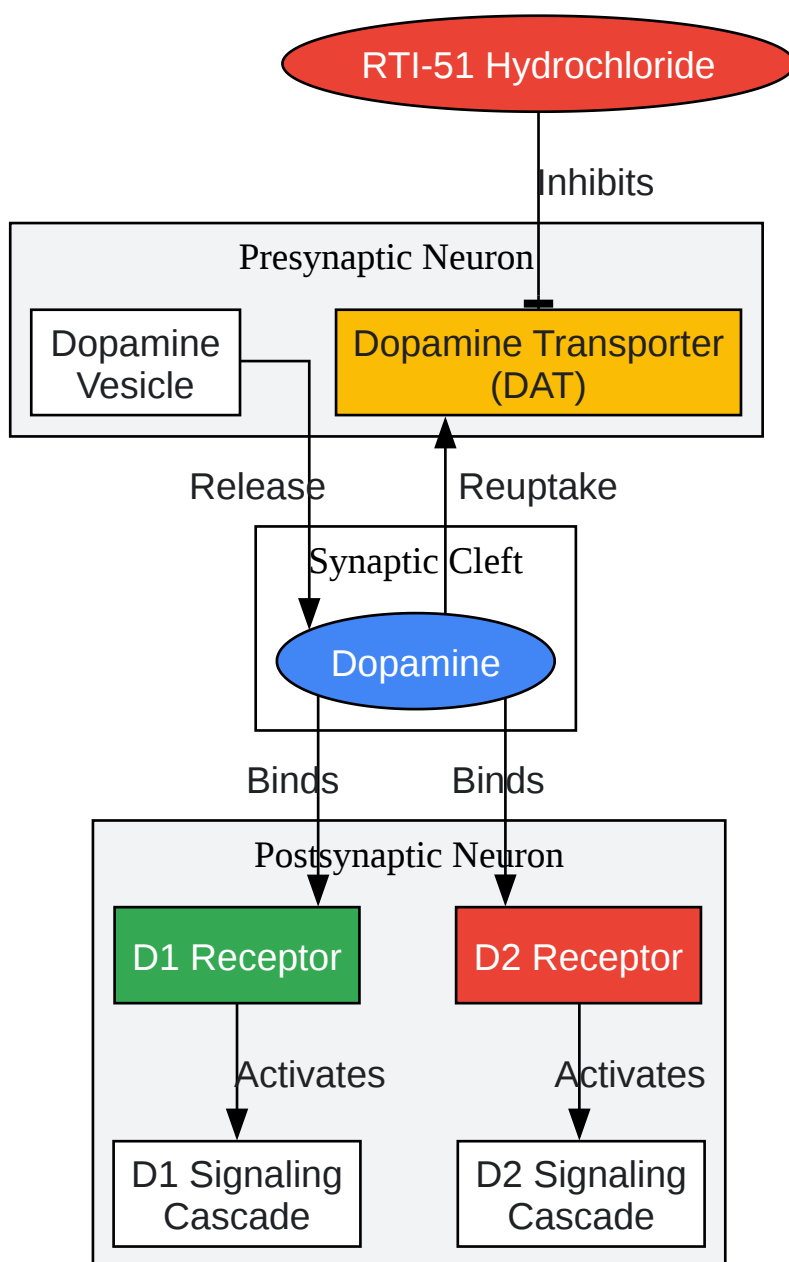 RTI-51 Hydrochloride
Inhibits
Presynaptic Neuron
Dopamine
Vesicle
Dopamine Transporter
(DAT)
Release
Reuptake
Synaptic Cleft
Dopamine
Binds
Binds
Postsynaptic Neuron
D1 Receptor
D2 Receptor
Activates
Activates
D1 Signaling
Cascade
D2 Signaling
Cascade